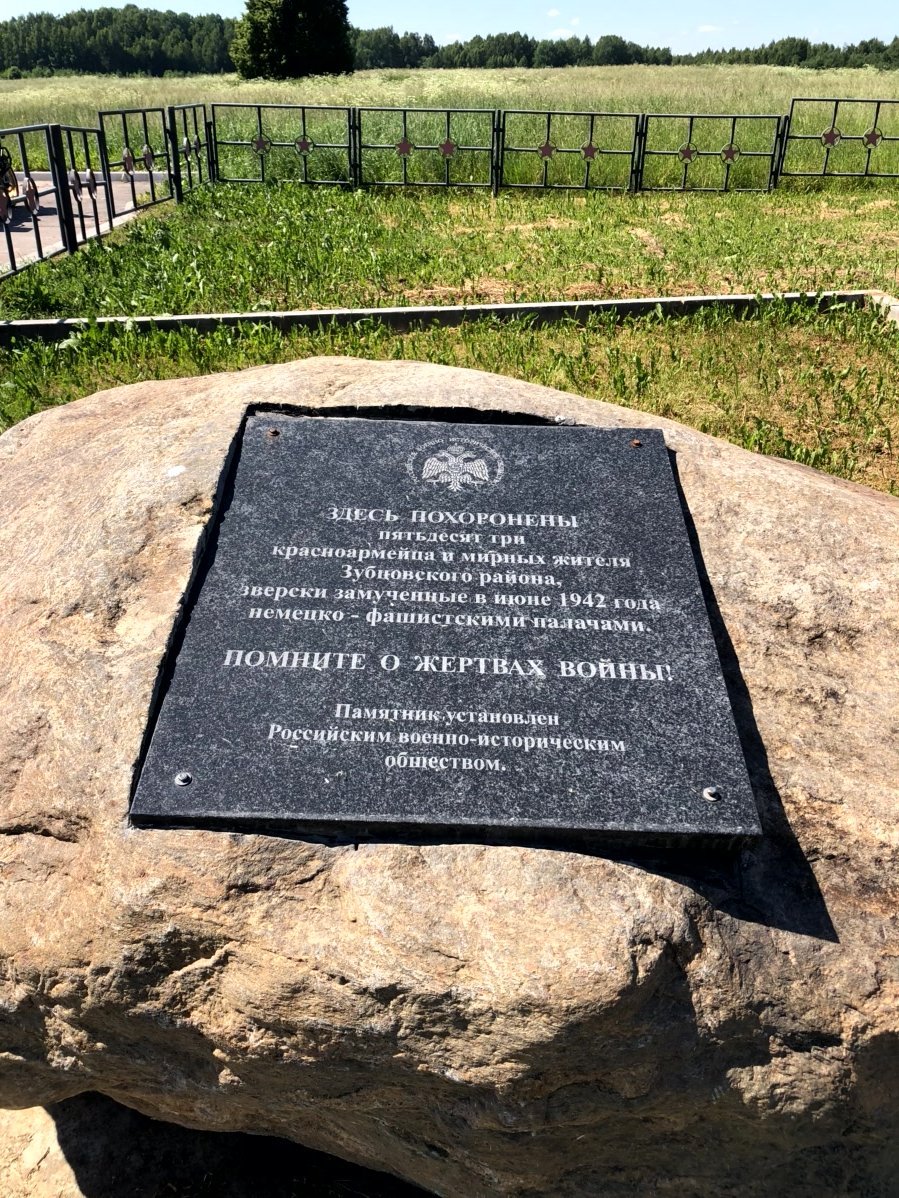 ЗДЕСЬ ПОХОРОНЕНЫ
пятьдесят три
красноармейца и мирных жителя
Зубцовского района,
зверски замученные в июне 1942 года
немецко - фашистскими палачами.
ПОМНИТЕ О ЖЕРТВАХ ВОЙНЫ!
Памятник установлен
Российским военно-историческим
обществом.